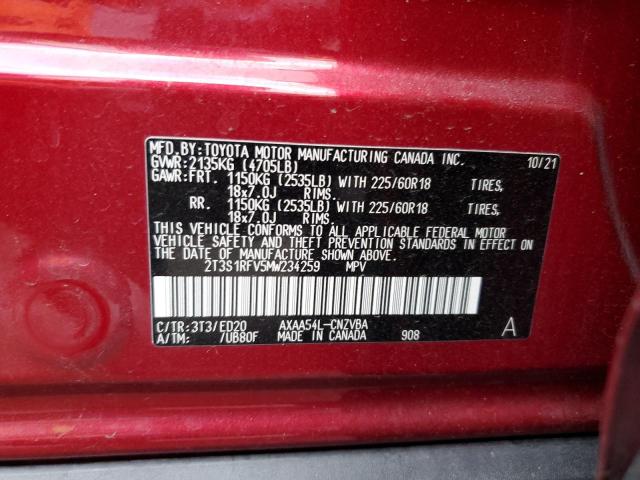 MFD.BY:TOYOTA MOTOR MANUFACTURING CANADA INC. 10/21
GVWR:2135KG (4705LB)
GAWR:FRT. 1150KG (2535LB) WITH 225/60R18 TIRES,
18x7.0J RIMS.
RR. 1150KG (2535LB) WITH 225/60R18 TIRES,
18x7.0J RIMS.
THIS VEHICLE CONFORMS TO ALL APPLICABLE FEDERAL MOTOR
VEHICLE SAFETY AND THEFT PREVENTION STANDARDS IN EFFECT ON
THE DATE OF MANUFACTURE SHOWN ABOVE.
2T3S1RFV5MW234259 MPV
C/TR:3T3/ED20 AXAA54L-CNZVBA A
A/TM: /UB80F MADE IN CANADA 908